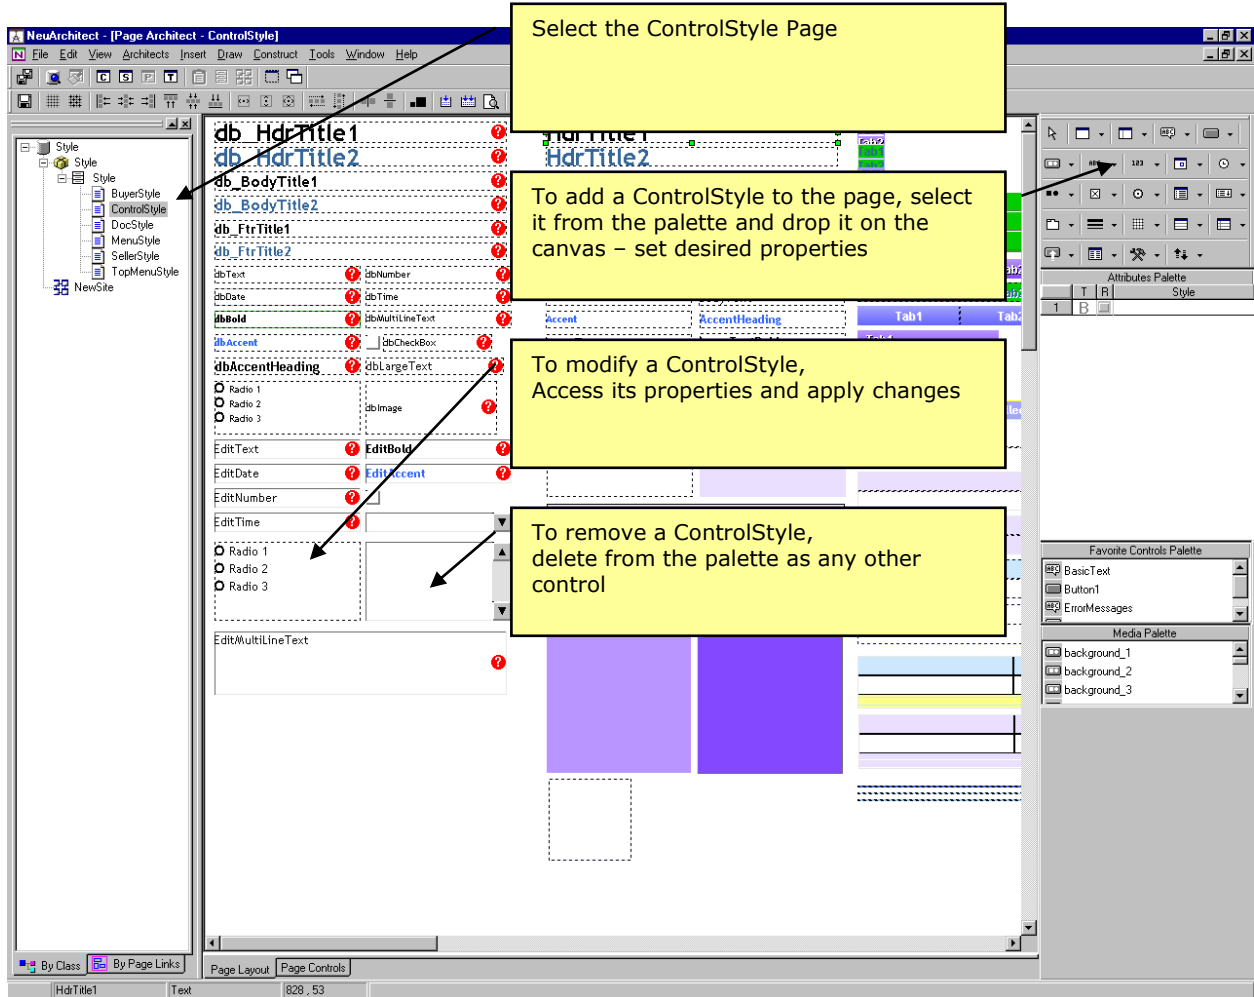 NeuArchitect - [Page Architect - ControlStyle]
File Edit View Architects Insert Draw Construct Tools Window Help
Select the ControlStyle Page
Style
Style
Style
BuyerStyle
ControlStyle
DocStyle
MenuStyle
SellerStyle
TopMenuStyle
NewSite
By Class
By Page Links
db_HdrTitle1
db_HdrTitle2
db_BodyTitle1
db_BodyTitle2
db_FtrTitle1
db_FtrTitle2
dbText
dbNumber
dbDate
dbTime
dbBold
dbMultiLineText
dbAccent
dbCheckBox
dbAccentHeading
dbLargeText
Radio 1
Radio 2
Radio 3
dbImage
EditText
EditBold
EditDate
EditAccent
EditNumber
EditTime
Radio 1
Radio 2
Radio 3
EditMultiLineText
HdrTitle1
HdrTitle2
To add a ControlStyle to the page, select
it from the palette and drop it on the
canvas – set desired properties
Accent
AccentHeading
Tab1
To modify a ControlStyle,
Access its properties and apply changes
To remove a ControlStyle,
delete from the palette as any other
control
Attributes Palette
T R Style
1 B
Favorite Controls Palette
BasicText
Button1
ErrorMessages
Media Palette
background_1
background_2
background_3
Page Layout
Page Controls
HdrTitle1
Text
828 , 53